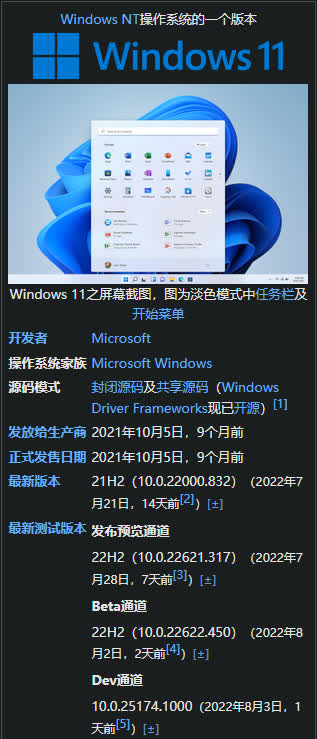 Windows NT操作系统的一个版本
Windows 11
Windows 11之屏幕截图，图为淡色模式中任务栏及
开始菜单
开发者 Microsoft
操作系统家族 Microsoft Windows
源码模式 封闭源码及共享源码（Windows
Driver Frameworks现已开源）[1]
发放给生产商 2021年10月5日，9个月前
正式发售日期 2021年10月5日，9个月前
最新版本 21H2（10.0.22000.832）（2022年7
月21日，14天前[2]）[±]
最新测试版本 发布预览通道
22H2（10.0.22621.317）（2022年7
月28日，7天前[3]）[±]
Beta通道
22H2（10.0.22622.450）（2022年8
月2日，2天前[4]）[±]
Dev通道
10.0.25174.1000（2022年8月3日，1
天前[5]）[±]